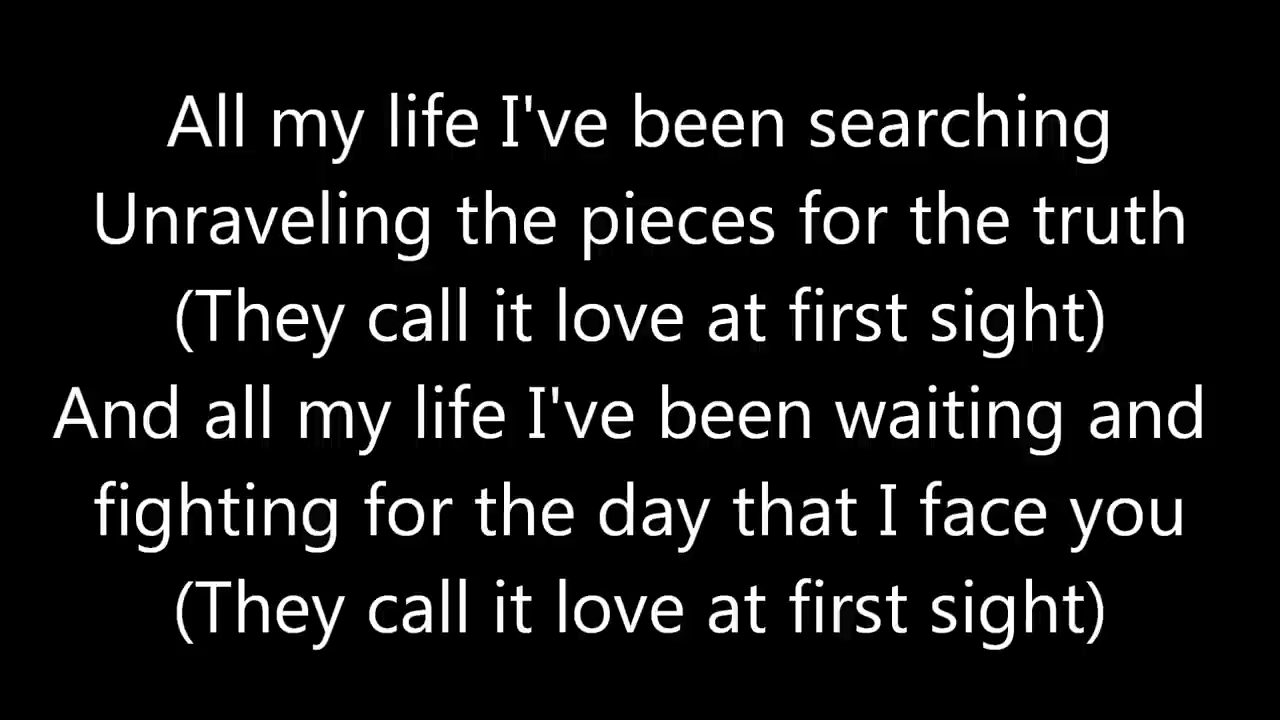 All my life I've been searching
Unraveling the pieces for the truth
(They call it love at first sight)
And all my life I've been waiting and
fighting for the day that I face you
(They call it love at first sight)